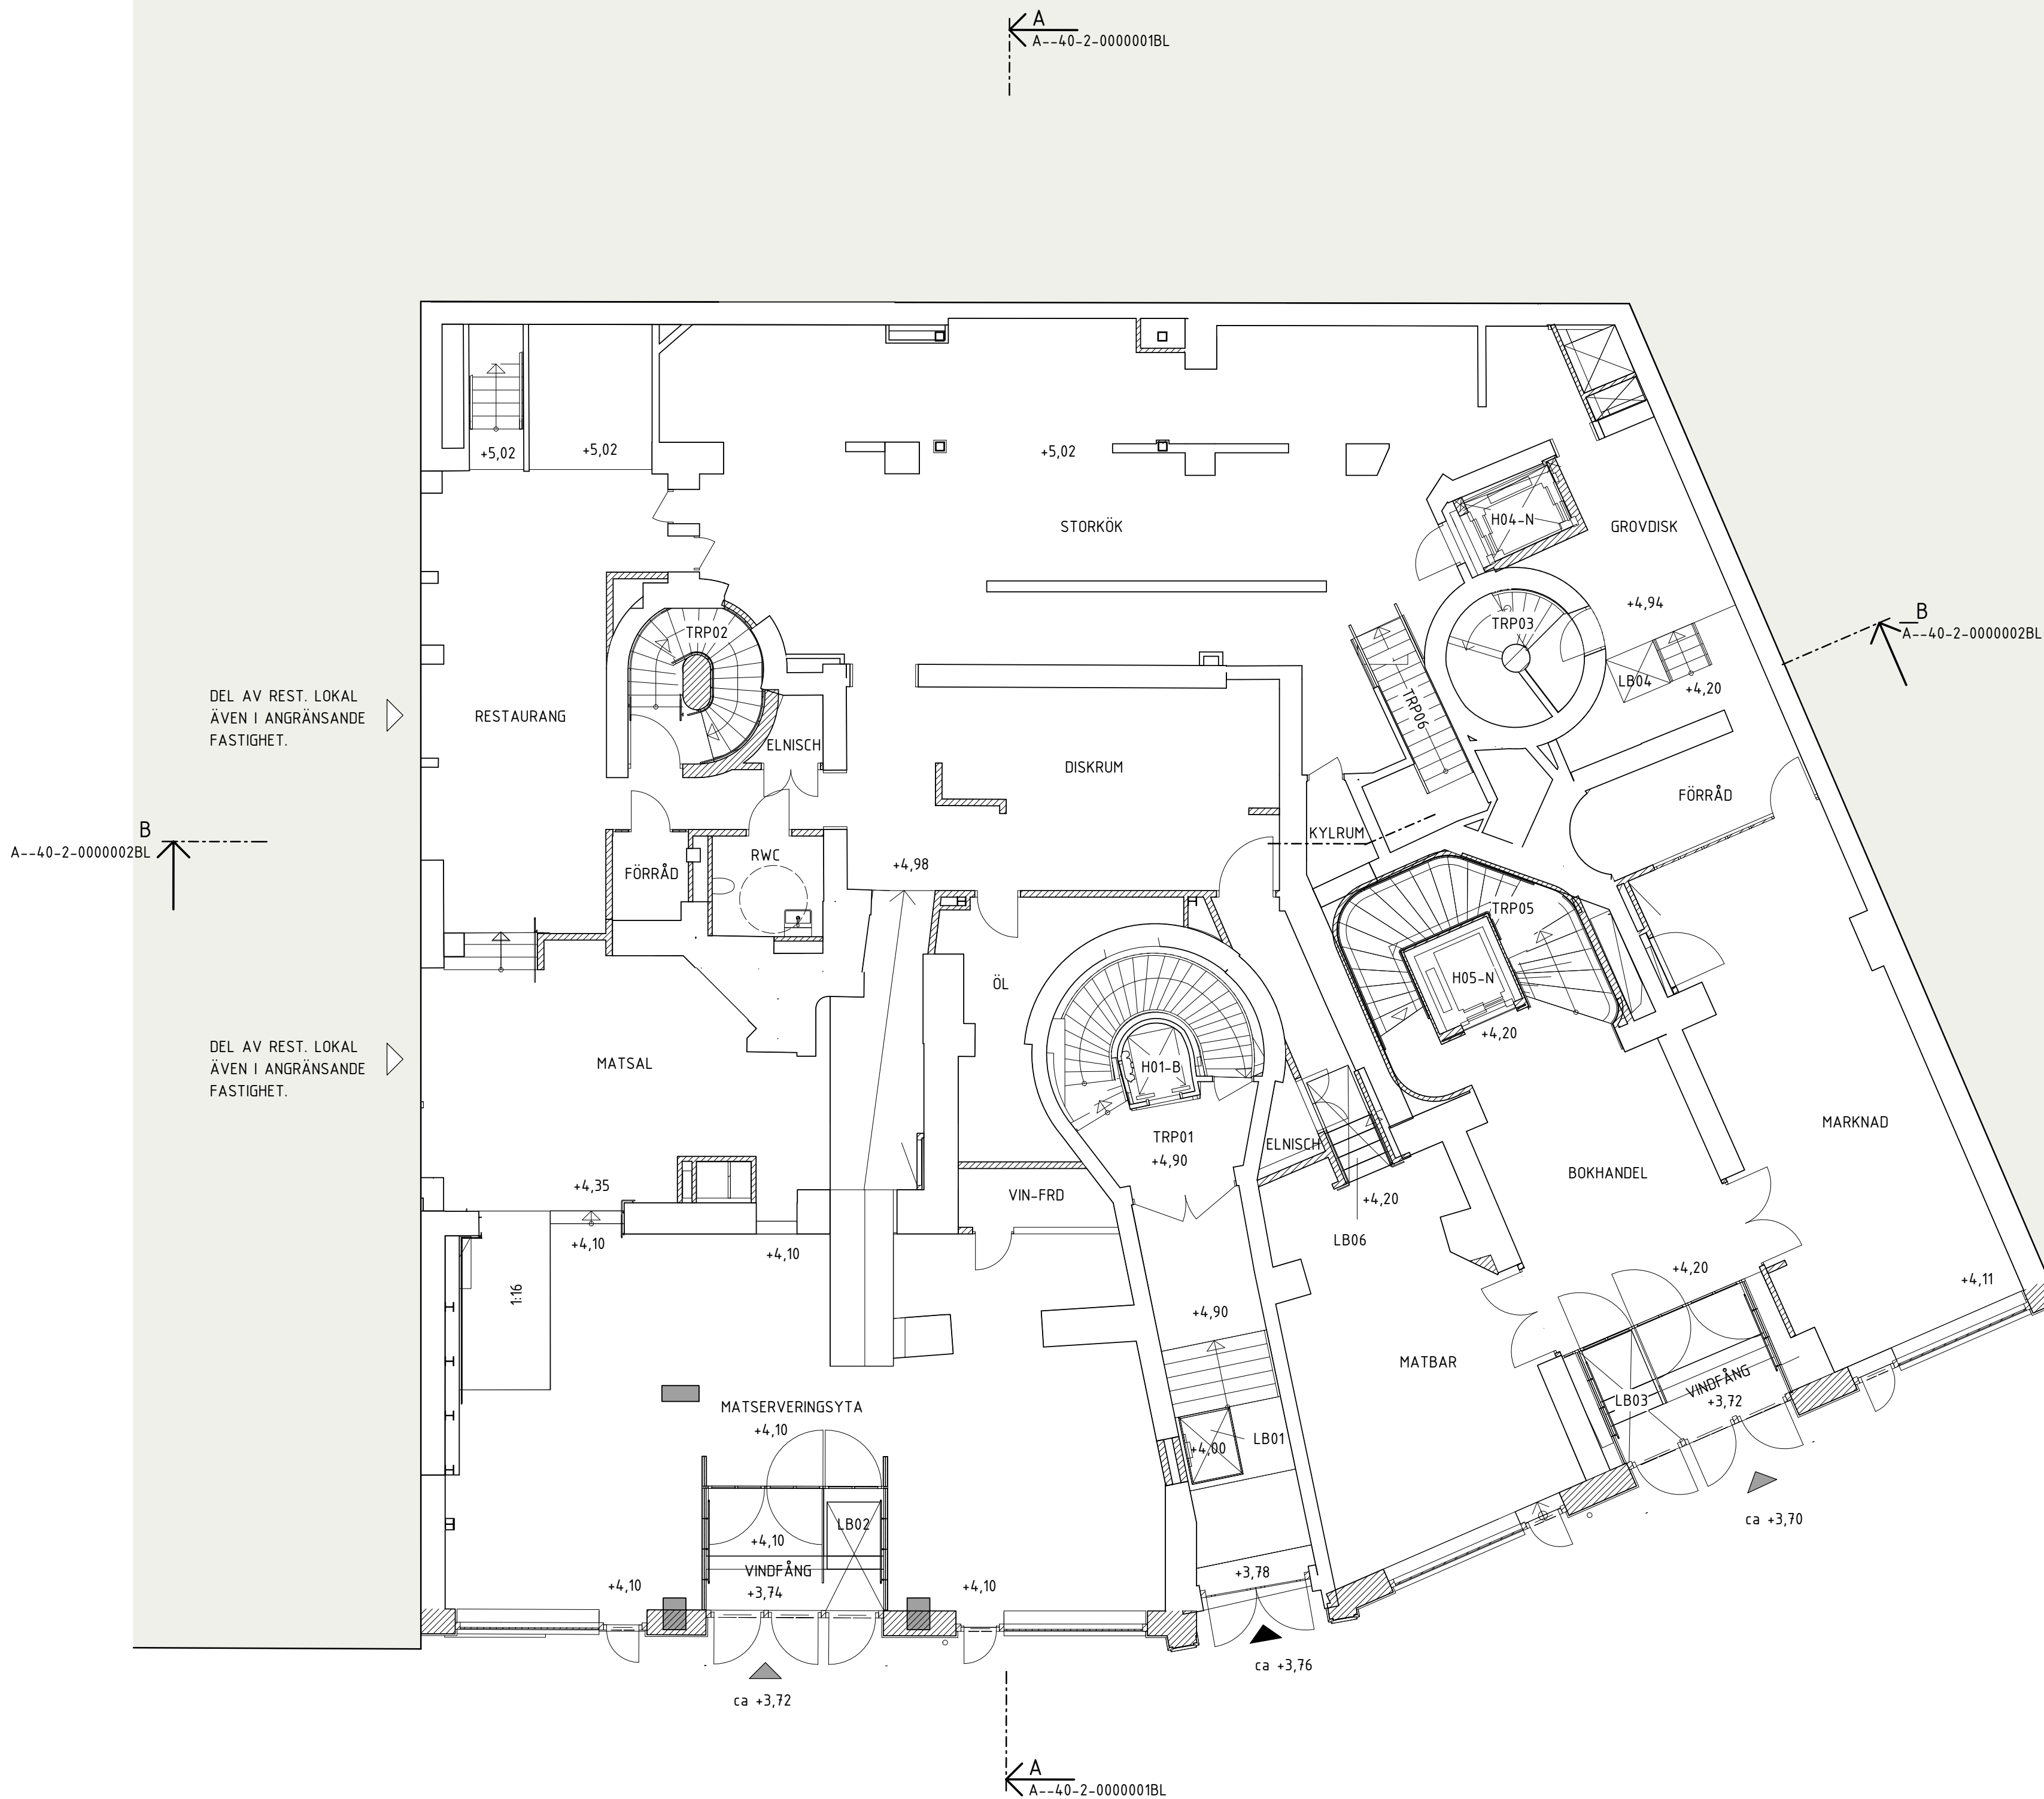 A
A--40-2-0000001BL
+5,02
+5,02
+5,02
STORKÖK
H04-N
GROVDISK
+4,94
B
A--40-2-0000002BL
TRP02
TRP03
LB04
+4,20
TRP06
DEL AV REST. LOKAL
ÄVEN I ANGRÄNSANDE
FASTIGHET.
RESTAURANG
ELNISCH
DISKRUM
FÖRRÅD
KYLRUM
B
A--40-2-0000002BL
RWC
FÖRRÅD
+4,98
TRP05
H05-N
+4,20
ÖL
DEL AV REST. LOKAL
ÄVEN I ANGRÄNSANDE
FASTIGHET.
MATSAL
H01-B
TRP01
+4,90
ELNISCH
MARKNAD
BOKHANDEL
+4,35
VIN-FRD
+4,20
LB06
+4,10
+4,10
+4,20
+4,11
1:16
+4,90
MATBAR
MATSERVERINGSYTA
+4,10
LB03
VINDFÅNG
+3,72
+4,00
LB01
LB02
+4,10
VINDFÅNG
+3,74
+4,10
+4,10
+3,78
ca +3,70
ca +3,76
ca +3,72
A
A--40-2-0000001BL